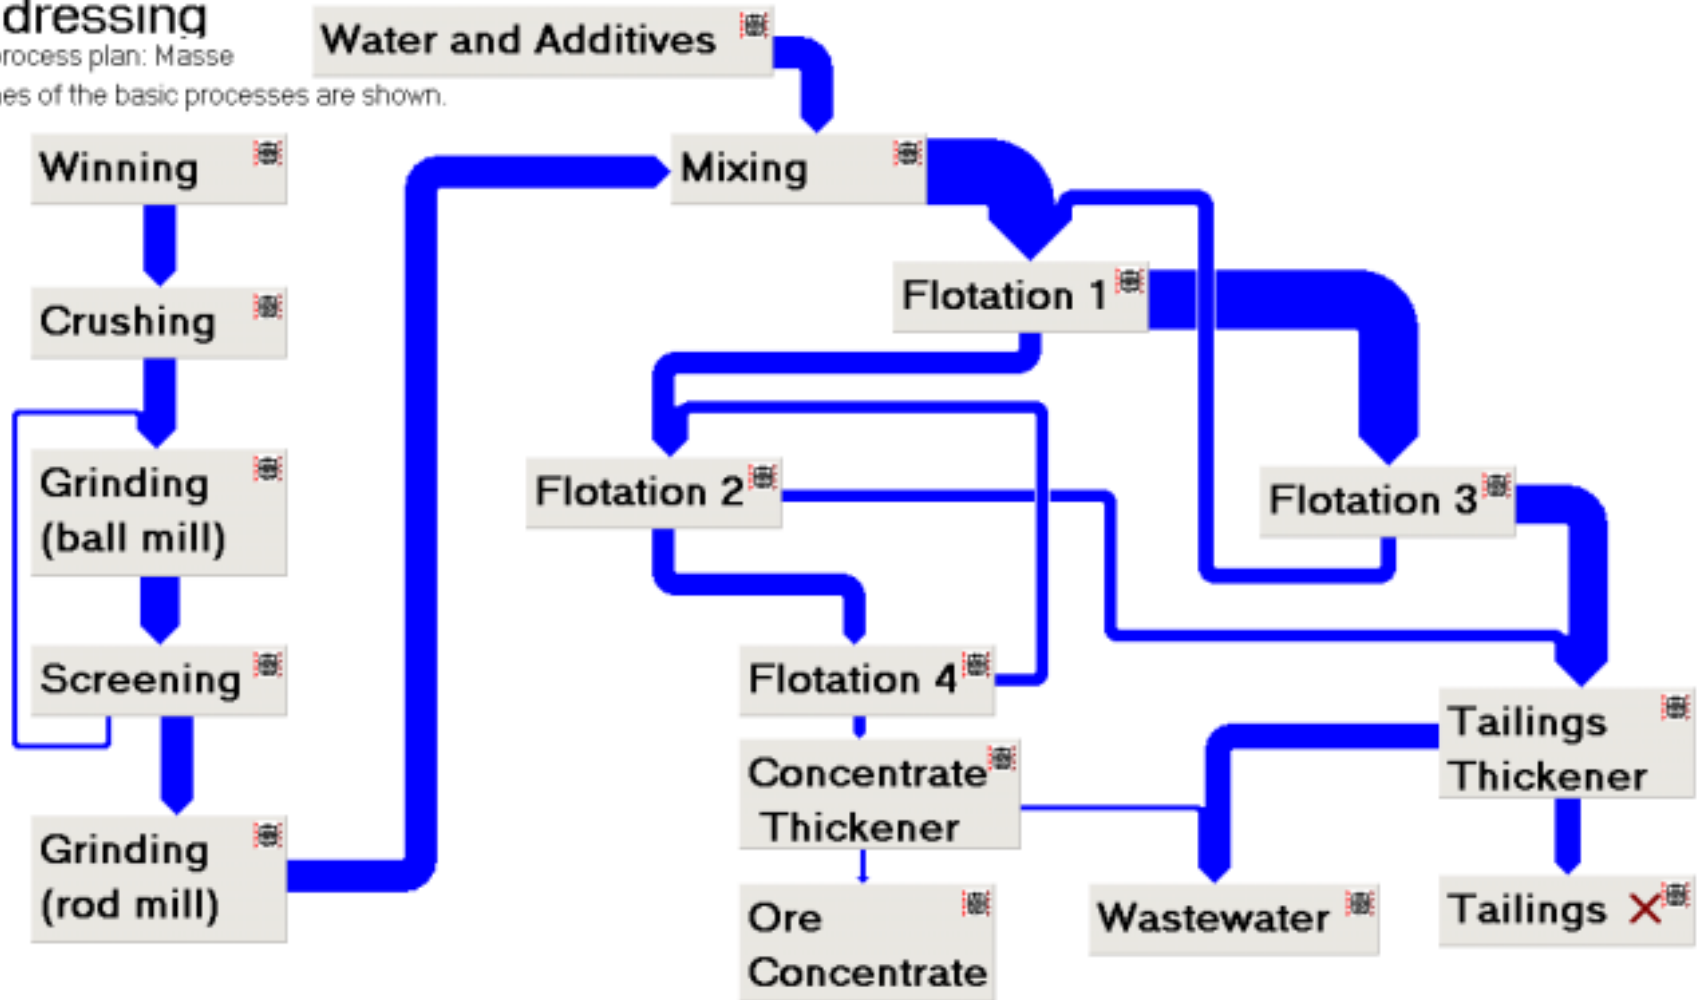 dressing
process plan: Masse
nes of the basic processes are shown.
Water and Additives
Winning
Mixing
Crushing
Flotation 1
Grinding
(ball mill)
Flotation 2
Flotation 3
Screening
Flotation 4
Tailings
Thickener
Concentrate
Thickener
Grinding
(rod mill)
Ore
Concentrate
Wastewater
Tailings